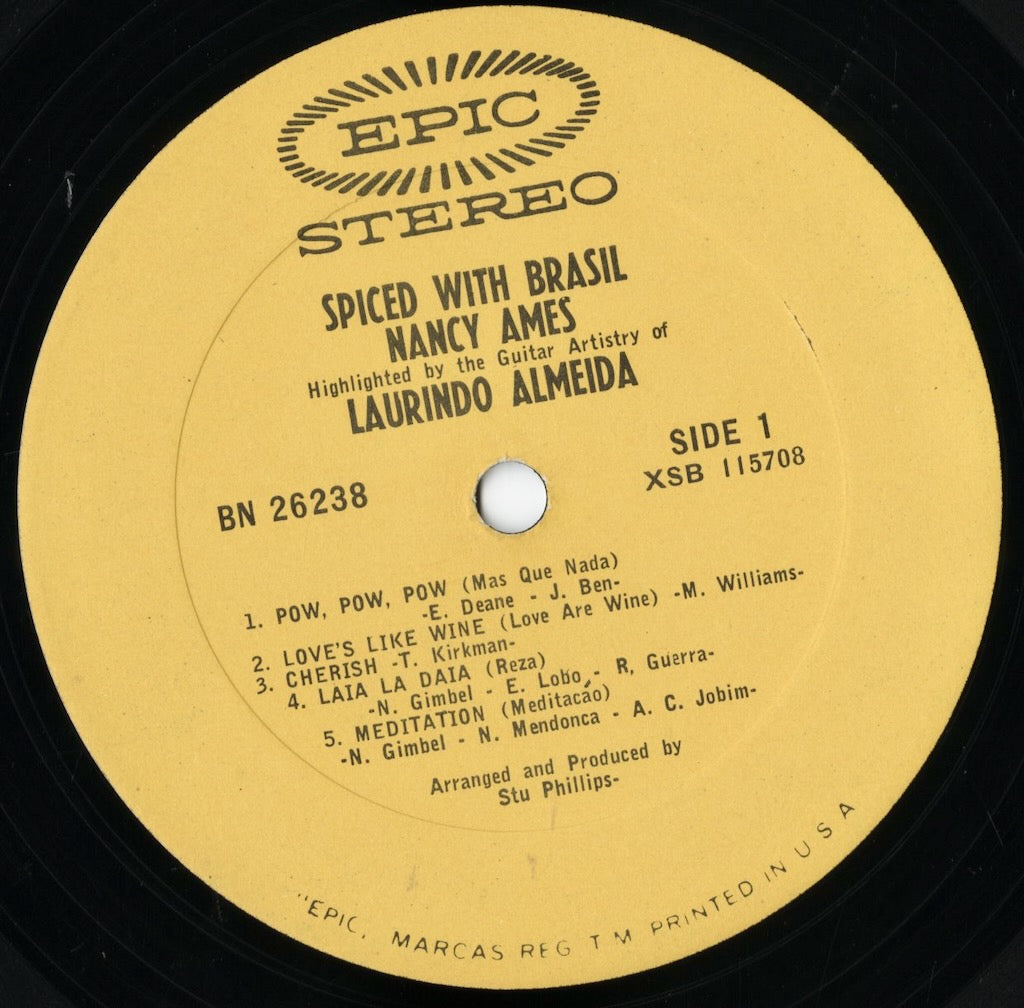 EPIC
STEREO
SPICED WITH BRASIL
NANCY AMES
Highlighted by the Guitar Artistry of
LAURINDO ALMEIDA
SIDE 1
XSB 115708
BN 26238
1. POW, POW, POW (Mas Que Nada)
-E. Deane - J. Ben-
2. LOVE'S LIKE WINE (Love Are Wine) -M. Williams-
3. CHERISH -T. Kirkman-
4. LAIA LA DAIA (Reza)
-N. Gimbel - E. Lobo, - R, Guerra-
5. MEDITATION (Meditacáo)
-N. Gimbel - N. Mendonca - A. C. Jobim-
Arranged and Produced by
Stu Phillips-
"EPIC, MARCAS REG T M PRINTED IN U S A